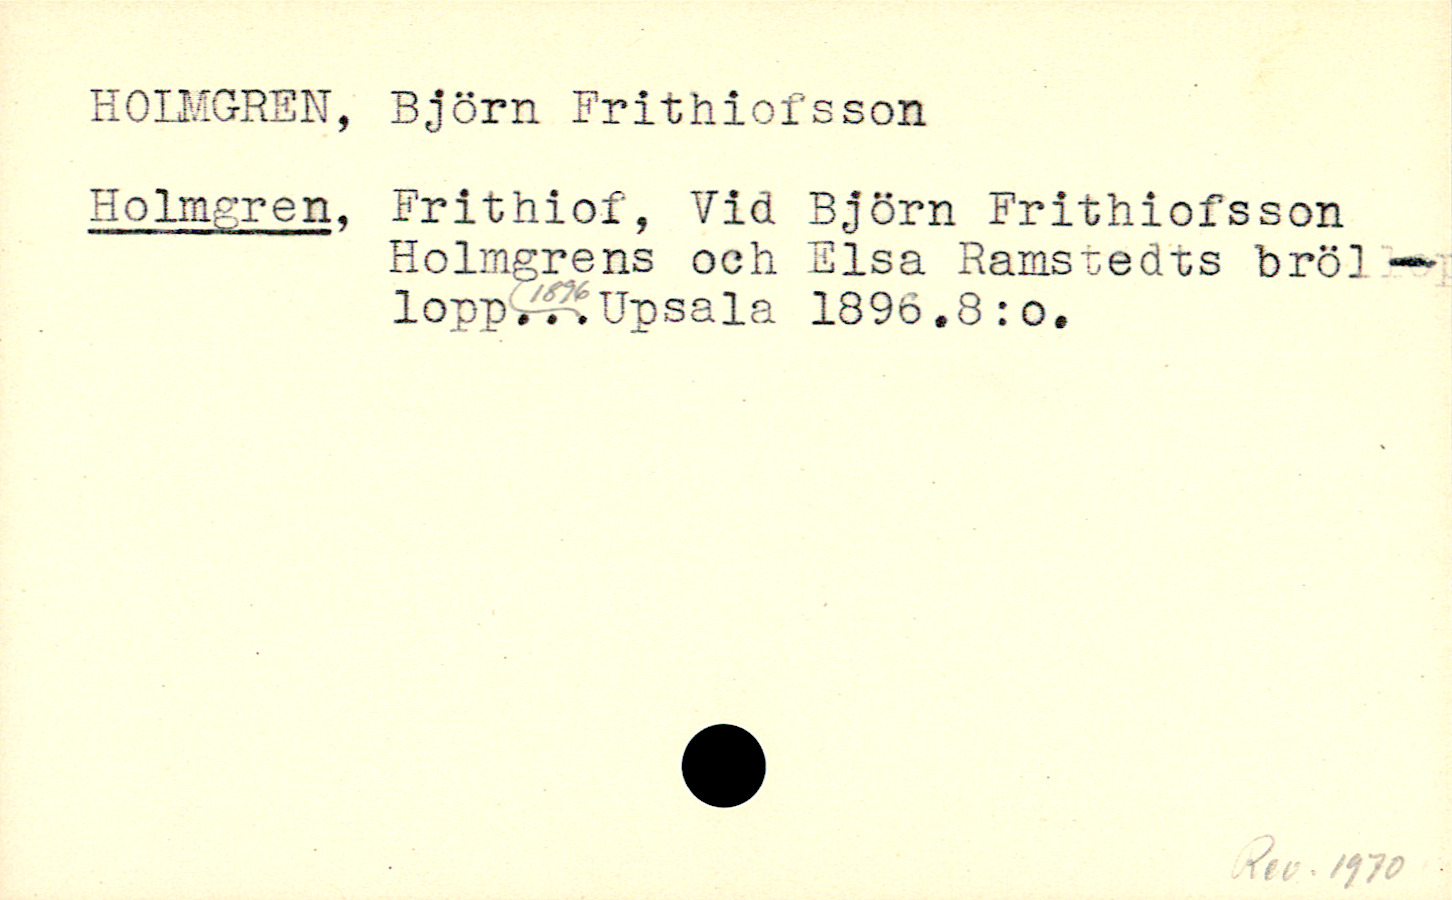 HOLMGREN, Björn Frithiofsson
Holmgren, Frithiof, Vid Björn Frithiofsson
Holmgrens och Elsa Ramstedts bröl-
lopp... 1896 Upsala 1896.8:o.
Rev. 1970